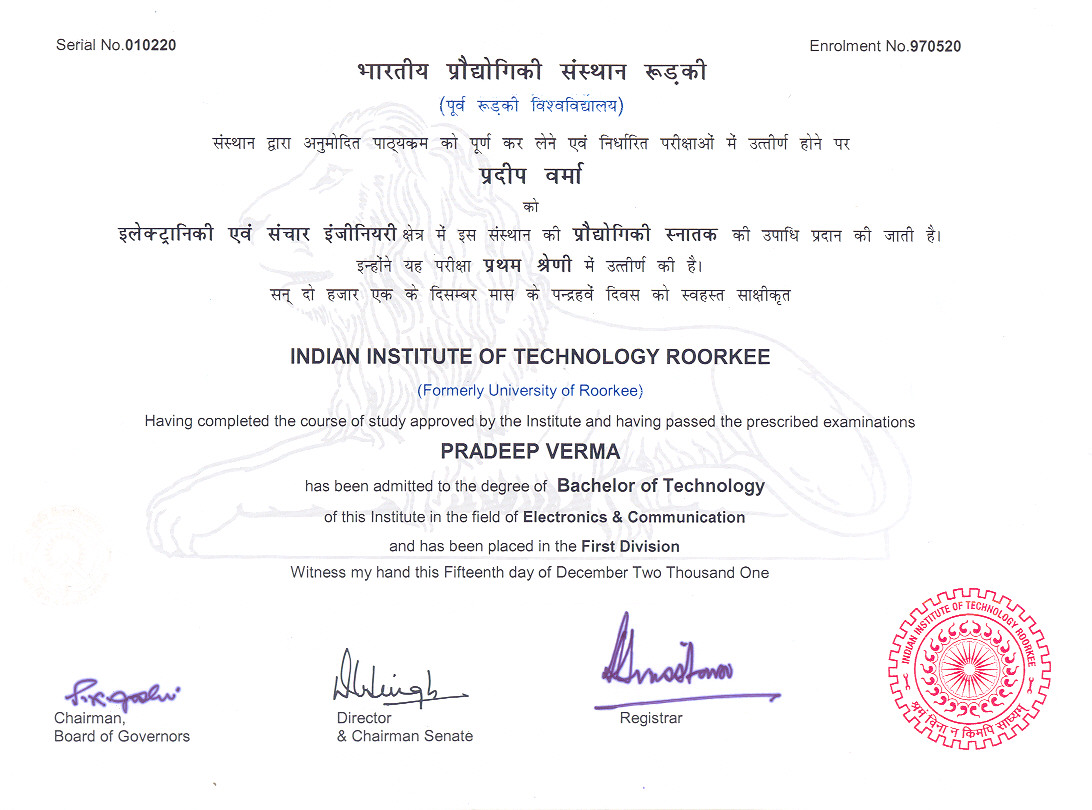 Serial No.010220
Enrolment No.970520
भारतीय प्रौद्योगिकी संस्थान रूड़की
(पूर्व रूड़की विश्वविद्यालय)
संस्थान द्वारा अनुमोदित पाठ्यक्रम को पूर्ण कर लेने एवं निर्धारित परीक्षाओं में उत्तीर्ण होने पर
प्रदीप वर्मा
को
इलेक्ट्रानिकी एवं संचार इंजीनियरी क्षेत्र में इस संस्थान की प्रौद्योगिकी स्नातक की उपाधि प्रदान की जाती है।
इन्होंने यह परीक्षा प्रथम श्रेणी में उत्तीर्ण की है।
सन् दो हजार एक के दिसम्बर मास के पन्द्रहवें दिवस को स्वहस्त साक्षीकृत
INDIAN INSTITUTE OF TECHNOLOGY ROORKEE
(Formerly University of Roorkee)
Having completed the course of study approved by the Institute and having passed the prescribed examinations
PRADEEP VERMA
has been admitted to the degree of Bachelor of Technology
of this Institute in the field of Electronics & Communication
and has been placed in the First Division
Witness my hand this Fifteenth day of December Two Thousand One
Chairman,
Board of Governors
Director
& Chairman Senate
Registrar
INDIAN INSTITUTE OF TECHNOLOGY ROORKEE
श्रमं विना न किमपि साध्यम्